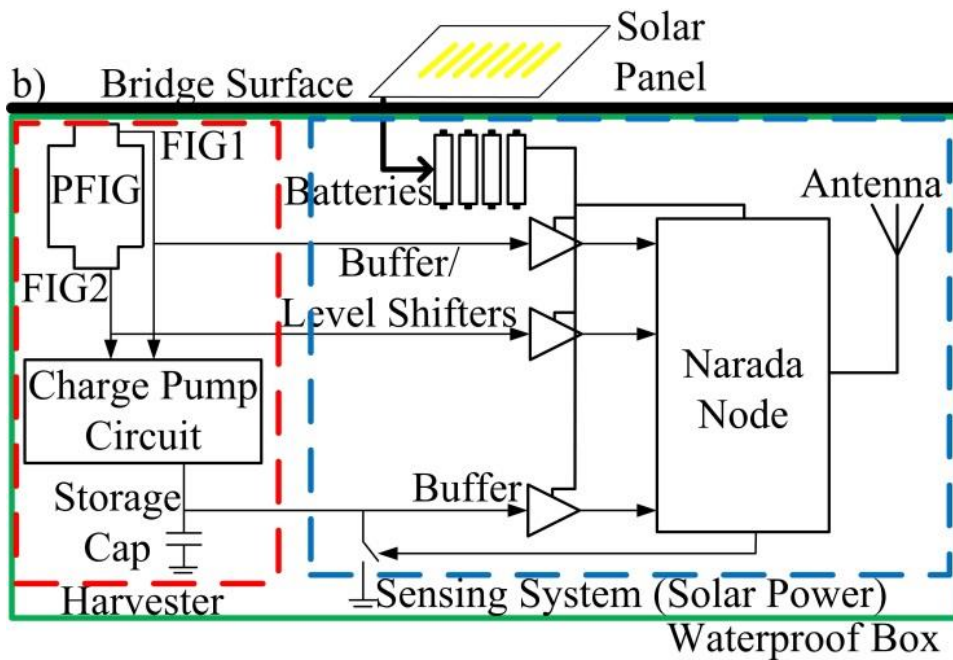 b)
Bridge Surface
Solar
Panel
PFIG
FIG1
FIG2
Batteries
Antenna
Buffer/
Level Shifters
Charge Pump
Circuit
Narada
Node
Storage
Cap
Buffer
Harvester
Sensing System (Solar Power)
Waterproof Box